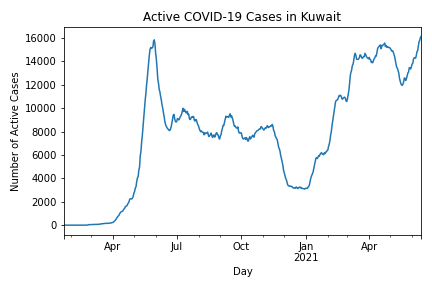 Active COVID-19 Cases in Kuwait
16000
14000
12000
10000
8000
6000
4000
2000
0
Number of Active Cases
Apr Jul Oct Jan Apr
2021
Day